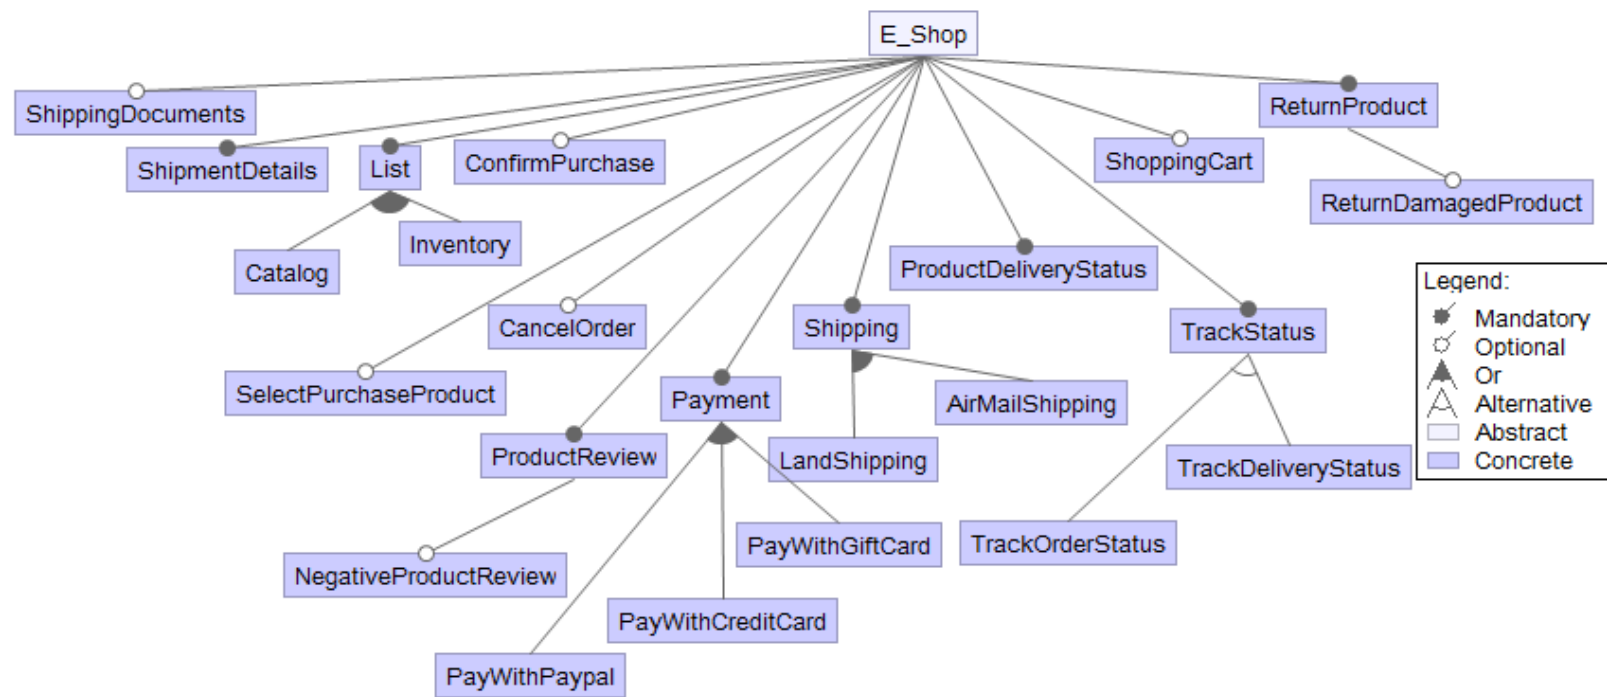 E_Shop
ShippingDocuments
ReturnProduct
ShipmentDetails
List
ConfirmPurchase
ShoppingCart
ReturnDamagedProduct
Catalog
Inventory
ProductDeliveryStatus
CancelOrder
Shipping
TrackStatus
SelectPurchaseProduct
Payment
AirMailShipping
ProductReview
LandShipping
TrackDeliveryStatus
NegativeProductReview
PayWithGiftCard
TrackOrderStatus
PayWithCreditCard
PayWithPaypal
Legend:
Mandatory
Optional
Or
Alternative
Abstract
Concrete